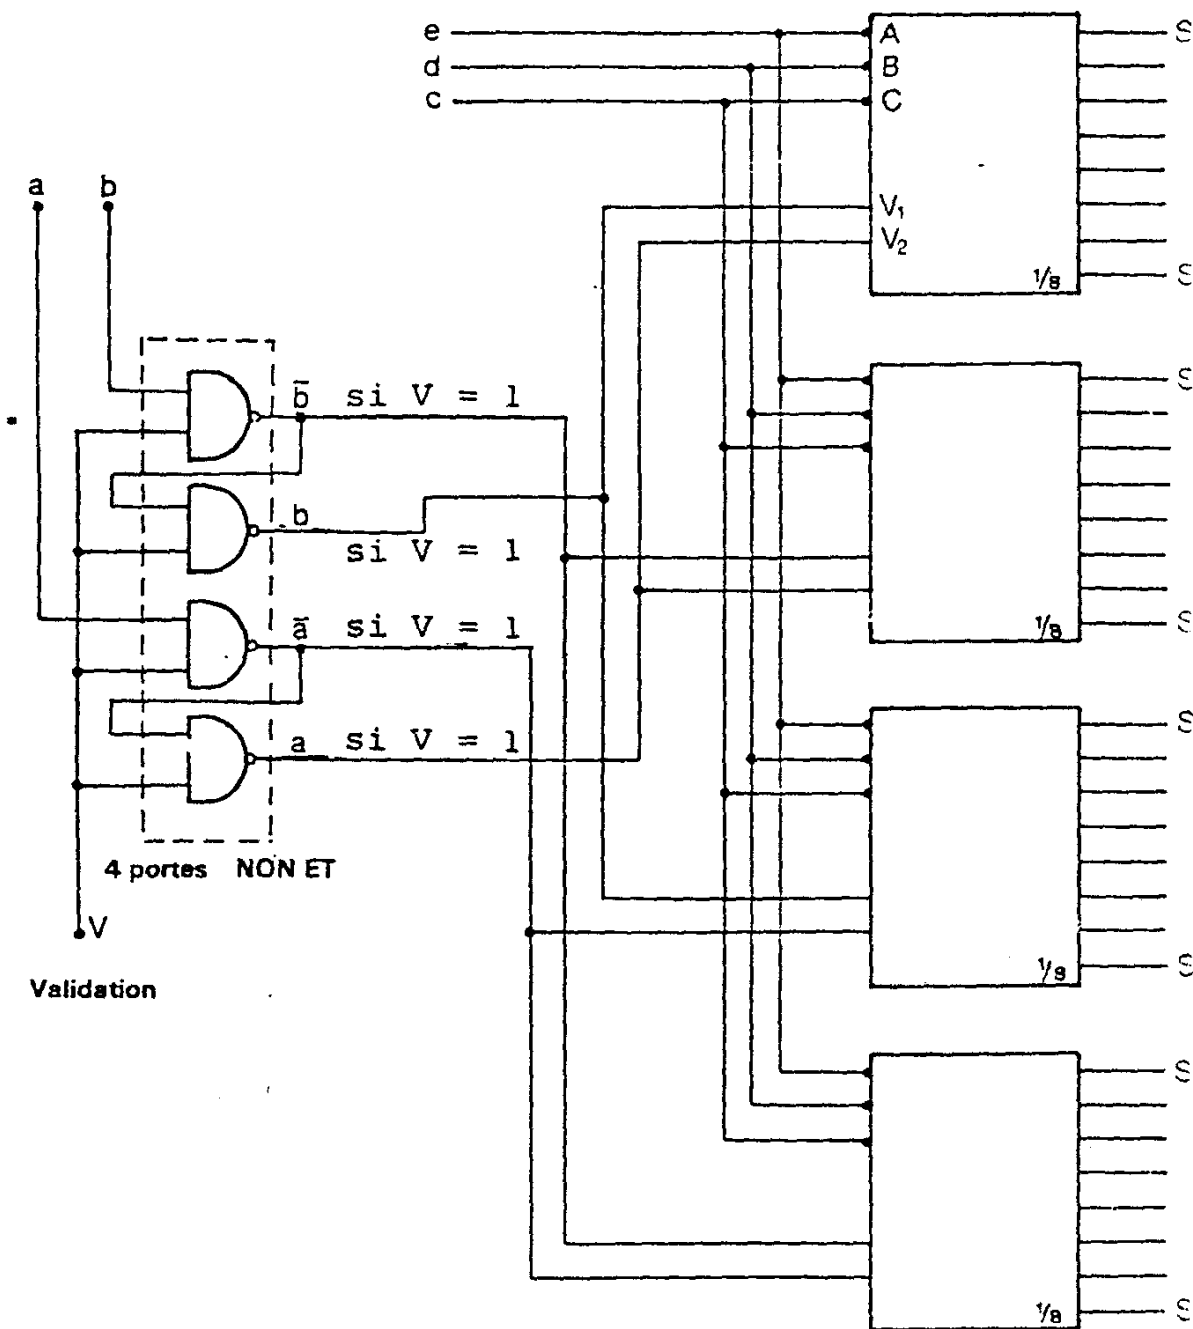 e
d
c
A
B
C
V₁
V₂
1/8
S
S
a
b
b̅ si V = 1
b
si V = 1
a̅ si V = 1
a si V = 1
4 portes NON ET
V
Validation
S
1/8
S
S
1/8
S
S
1/8
S